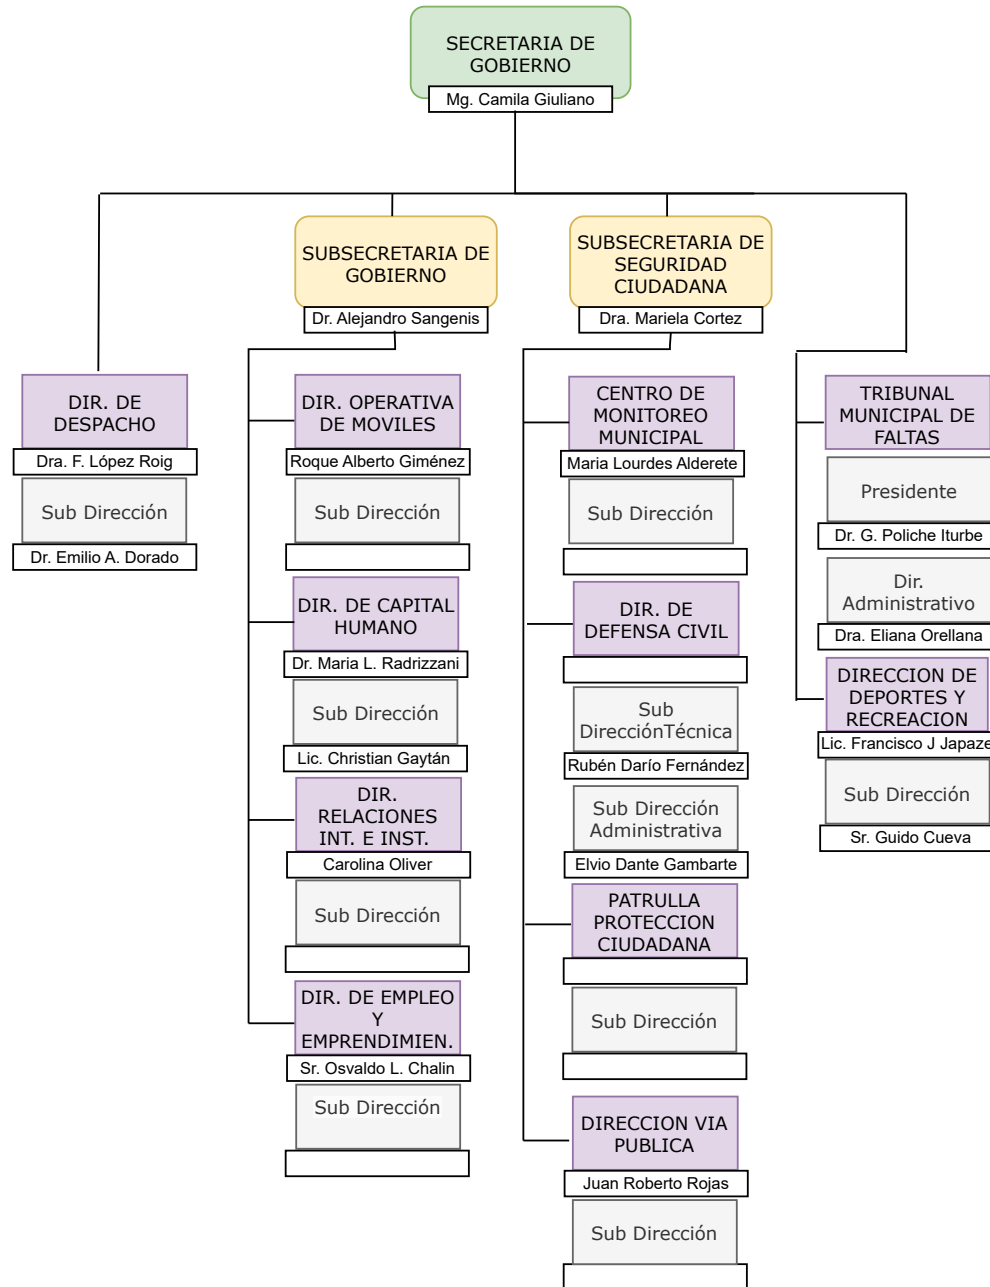 SECRETARIA DE
GOBIERNO
Mg. Camila Giuliano
SUBSECRETARIA DE
GOBIERNO
Dr. Alejandro Sangenis
SUBSECRETARIA DE
SEGURIDAD
CIUDADANA
Dra. Mariela Cortez
DIR. DE
DESPACHO
Dra. F. López Roig
Sub Dirección
Dr. Emilio A. Dorado
DIR. OPERATIVA
DE MOVILES
Roque Alberto Giménez
Sub Dirección
DIR. DE CAPITAL
HUMANO
Dr. Maria L. Radrizzani
Sub Dirección
Lic. Christian Gaytán
DIR.
RELACIONES
INT. E INST.
Carolina Oliver
Sub Dirección
DIR. DE EMPLEO
Y
EMPRENDIMIEN.
Sr. Osvaldo L. Chalin
Sub Dirección
CENTRO DE
MONITOREO
MUNICIPAL
Maria Lourdes Alderete
Sub Dirección
DIR. DE
DEFENSA CIVIL
Sub
DirecciónTécnica
Rubén Darío Fernández
Sub Dirección
Administrativa
Elvio Dante Gambarte
PATRULLA
PROTECCION
CIUDADANA
Sub Dirección
DIRECCION VIA
PUBLICA
Juan Roberto Rojas
Sub Dirección
TRIBUNAL
MUNICIPAL DE
FALTAS
Presidente
Dr. G. Poliche Iturbe
Dir.
Administrativo
Dra. Eliana Orellana
DIRECCION DE
DEPORTES Y
RECREACION
Lic. Francisco J Japaze
Sub Dirección
Sr. Guido Cueva